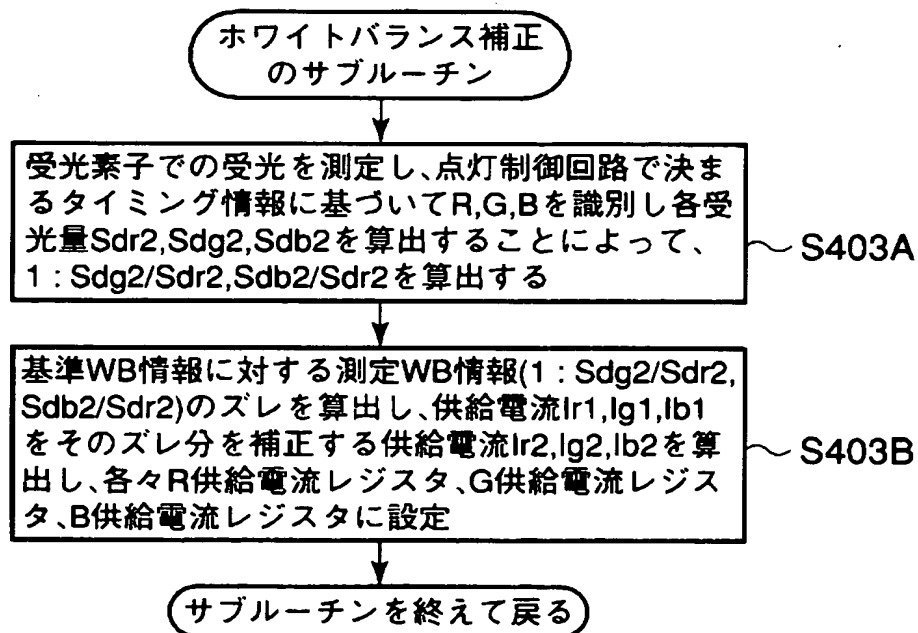 ホワイトバランス補正
のサブルーチン
受光素子での受光を測定し、点灯制御回路で決ま
るタイミング情報に基づいてR,G,Bを識別し各受
光量Sdr2,Sdg2,Sdb2を算出することによって、
1 : Sdg2/Sdr2,Sdb2/Sdr2を算出する
S403A
基準WB情報に対する測定WB情報(1 : Sdg2/Sdr2,
Sdb2/Sdr2)のズレを算出し、供給電流Ir1,Ig1,Ib1
をそのズレ分を補正する供給電流Ir2,Ig2,Ib2を算
出し、各々R供給電流レジスタ、G供給電流レジス
タ、B供給電流レジスタに設定
S403B
サブルーチンを終えて戻る